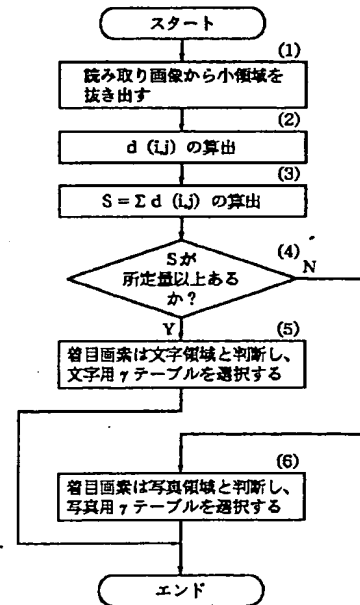 スタート
(1)
読み取り画像から小領域を
抜き出す
(2)
d (i,j) の算出
(3)
S=Σd (i,j) の算出
(4)
Sが
所定量以上ある
か?
N
Y
(5)
着目画素は文字領域と判断し、
文字用γテーブルを選択する
(6)
着目画素は写真領域と判断し、
写真用γテーブルを選択する
エンド